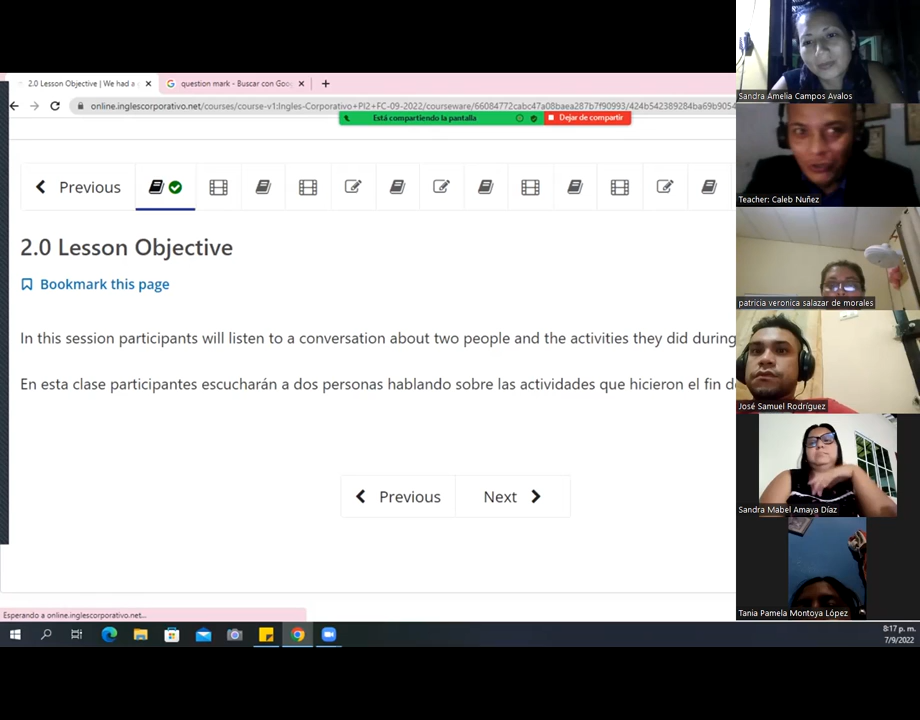 2.0 Lesson Objective | We had a
question mark - Buscar con Goo
online.inglescorporativo.net/courses/course-v1:Ingles-Corporativo+PI2+FC-09-2022/courseware/66084772cabc47a08baea287b7f90993/424b542389284ba69b9054
Está compartiendo la pantalla
Dejar de compartir
Previous
2.0 Lesson Objective
Bookmark this page
In this session participants will listen to a conversation about two people and the activities they did during
En esta clase participantes escucharán a dos personas hablando sobre las actividades que hicieron el fin d
Previous
Next
Esperando a online.inglescorporativo.net...
8:17 p. m.
7/9/2022
Sandra Amelia Campos Avalos
Teacher: Caleb Nuñez
patricia veronica salazar de morales
José Samuel Rodríguez
Sandra Mabel Amaya Díaz
Tania Pamela Montoya López